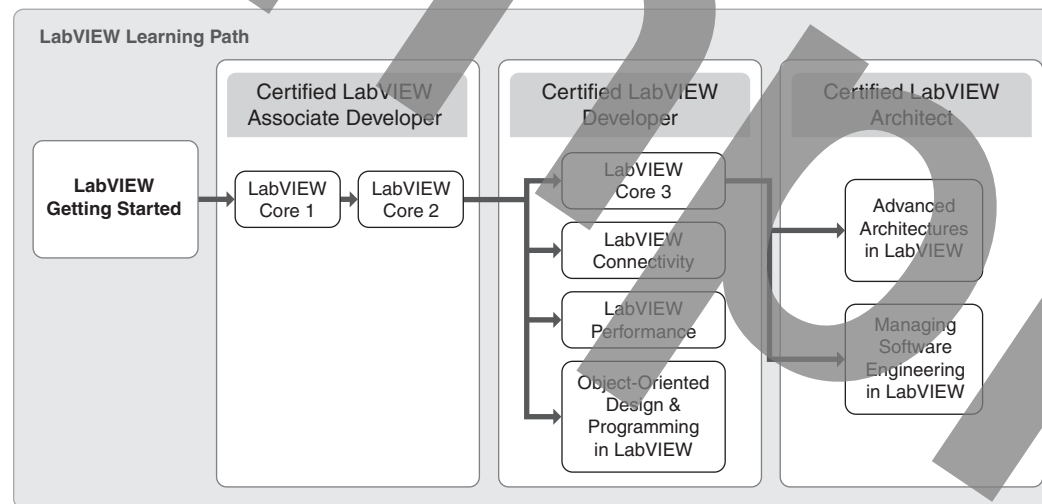 LabVIEW Learning Path
Certified LabVIEW
Associate Developer
Certified LabVIEW
Developer
Certified LabVIEW
Architect
LabVIEW
Getting Started
LabVIEW
Core 1
LabVIEW
Core 2
LabVIEW
Core 3
LabVIEW
Connectivity
LabVIEW
Performance
Object-Oriented
Design &
Programming
in LabVIEW
Advanced
Architectures
in LabVIEW
Managing
Software
Engineering
in LabVIEW